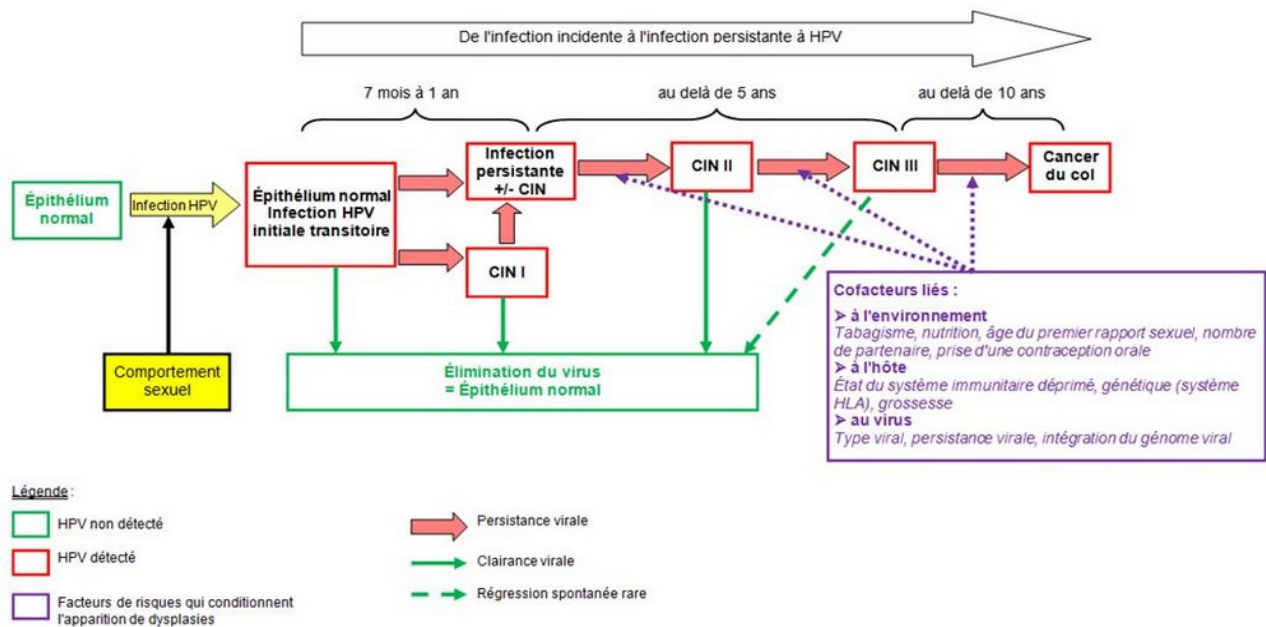 De l'infection incidente à l'infection persistante à HPV
7 mois à 1 an
au delà de 5 ans
au delà de 10 ans
Épithélium
normal
Infection HPV
Épithélium normal
Infection HPV
initiale transitoire
Infection
persistante
+/- CIN
CIN I
CIN II
CIN III
Cancer
du col
Comportement
sexuel
Élimination du virus
= Épithélium normal
Cofacteurs liés :
➢ à l'environnement
Tabagisme, nutrition, âge du premier rapport sexuel, nombre
de partenaire, prise d'une contraception orale
➢ à l'hôte
État du système immunitaire déprimé, génétique (système
HLA), grossesse
➢ au virus
Type viral, persistance virale, intégration du génome viral
Légende :
HPV non détecté
HPV détecté
Facteurs de risques qui conditionnent
l'apparition de dysplasies
Persistance virale
Clairance virale
Régression spontanée rare